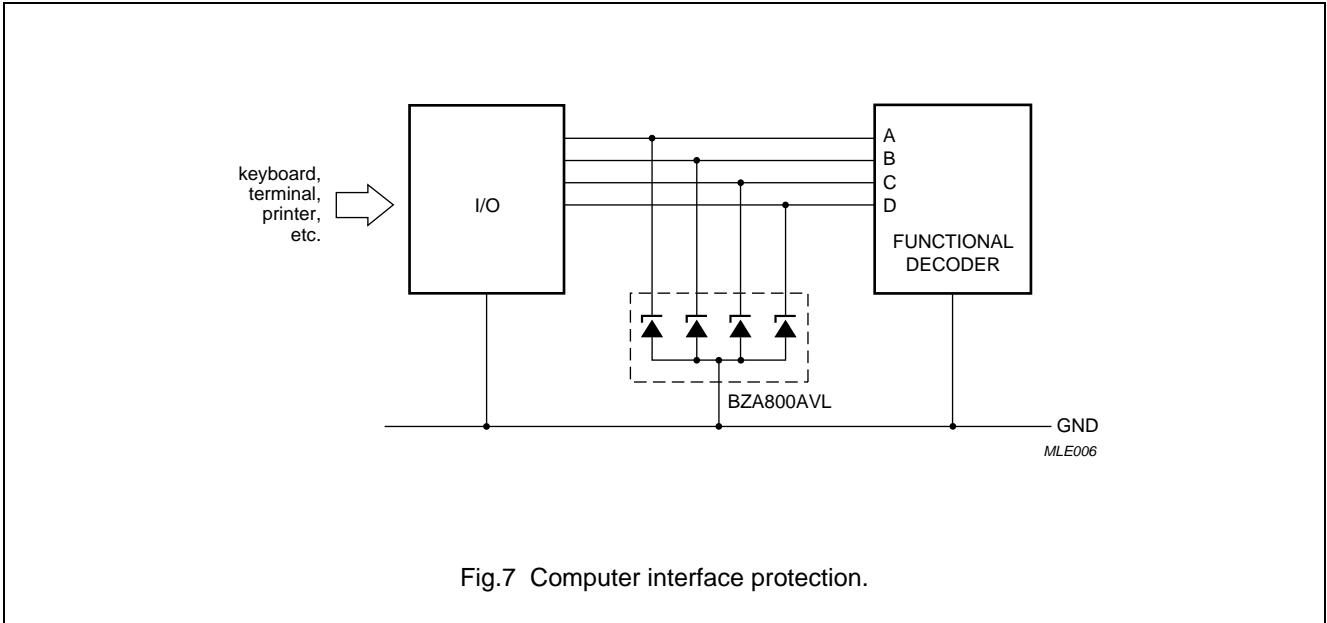 keyboard,
terminal,
printer,
etc.
I/O
A
B
C
D
FUNCTIONAL
DECODER
BZA800AVL
GND
MLE006
Fig.7 Computer interface protection.